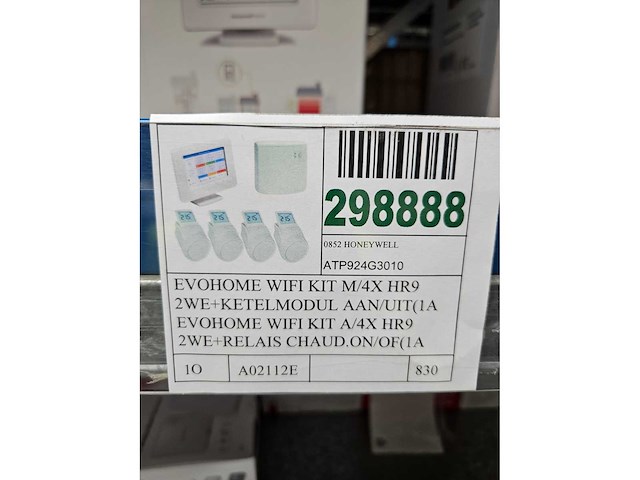 298888
0852 HONEYWELL
ATP924G3010
EVOHOME WIFI KIT M/4X HR9
2WE+KETELMODUL AAN/UIT(1A
EVOHOME WIFI KIT A/4X HR9
2WE+RELAIS CHAUD.ON/OF(1A
1O A02112E 830